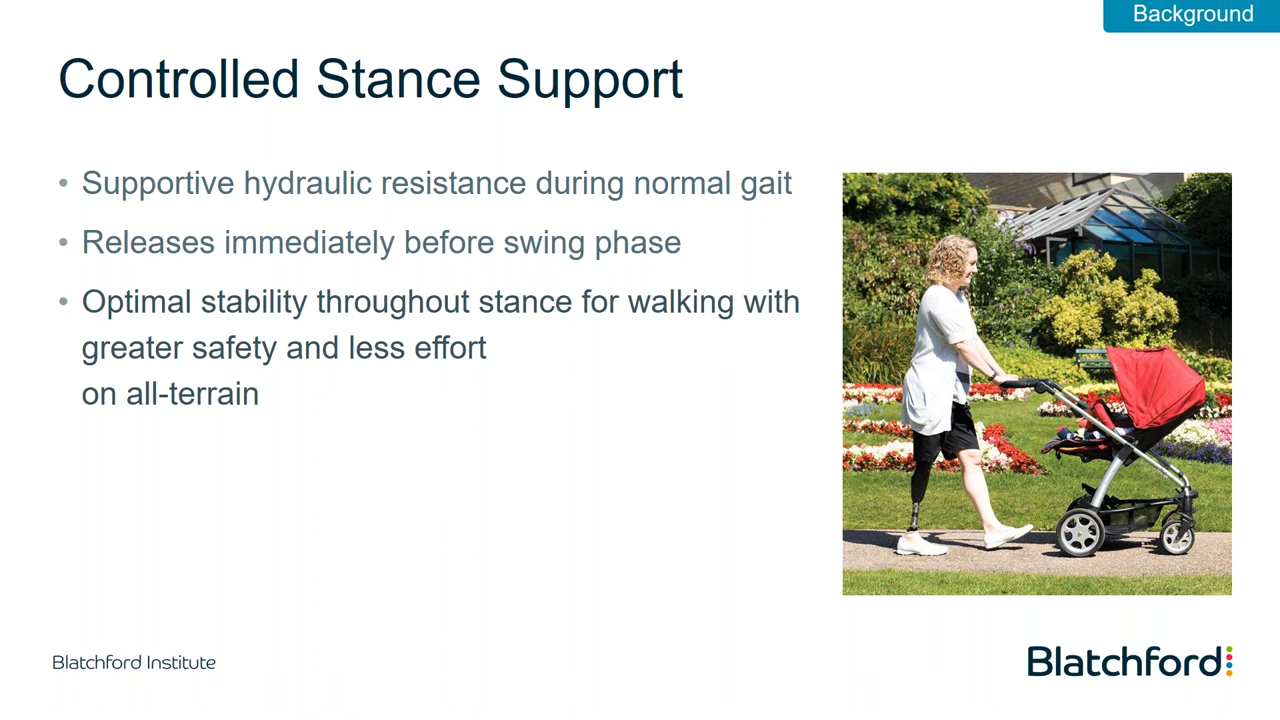 Background
Controlled Stance Support
• Supportive hydraulic resistance during normal gait
• Releases immediately before swing phase
• Optimal stability throughout stance for walking with
greater safety and less effort
on all-terrain
Blatchford Institute
Blatchford